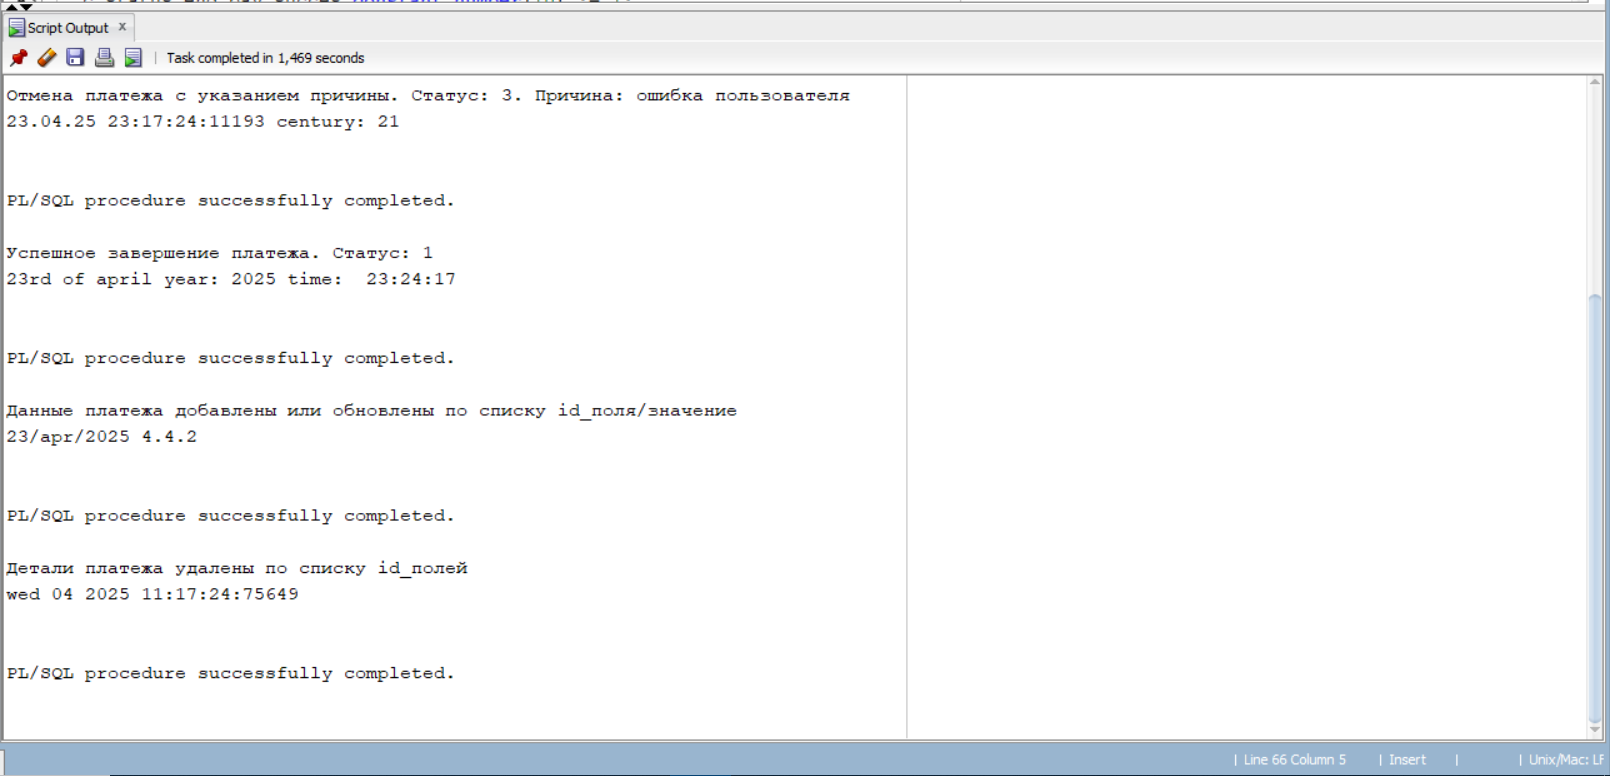 Script Output x
Task completed in 1,469 seconds
Отмена платежа с указанием причины. Статус: 3. Причина: ошибка пользователя
23.04.25 23:17:24:11193 century: 21
PL/SQL procedure successfully completed.
Успешное завершение платежа. Статус: 1
23rd of april year: 2025 time:  23:24:17
PL/SQL procedure successfully completed.
Данные платежа добавлены или обновлены по списку id_поля/значение
23/apr/2025 4.4.2
PL/SQL procedure successfully completed.
Детали платежа удалены по списку id_полей
wed 04 2025 11:17:24:75649
PL/SQL procedure successfully completed.
| Line 66 Column 5 | Insert | | Unix/Mac: LF